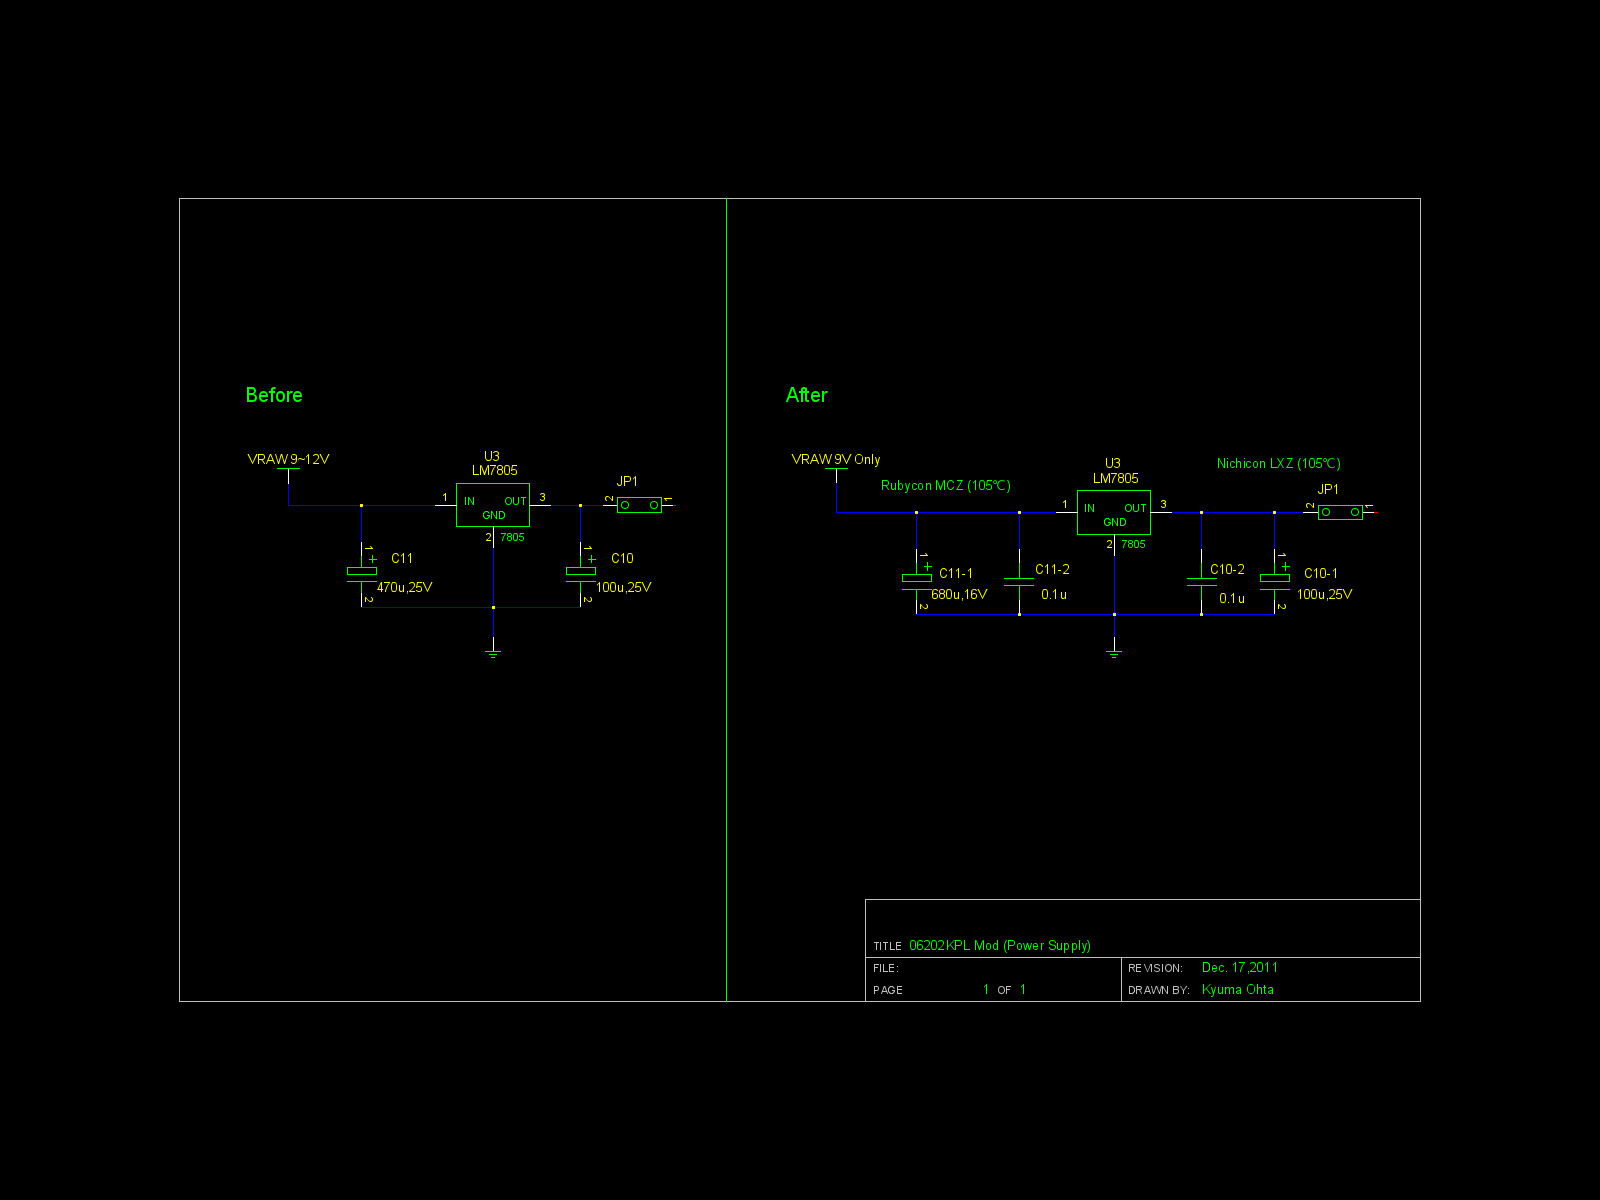 Before
VRAW 9~12V
U3
LM7805
JP1
1
IN
OUT
3
2
1
GND
2
7805
1
+
C11
470u,25V
2
1
+
C10
100u,25V
2
After
VRAW 9V Only
Rubycon MCZ (105℃)
U3
LM7805
Nichicon LXZ (105℃)
JP1
1
IN
OUT
3
2
1
GND
2
7805
1
+
C11-1
680u,16V
2
C11-2
0.1u
C10-2
0.1u
1
+
C10-1
100u,25V
2
TITLE 06202KPL Mod (Power Supply)
FILE:
REVISION: Dec. 17,2011
PAGE 1 OF 1
DRAWN BY: Kyuma Ohta